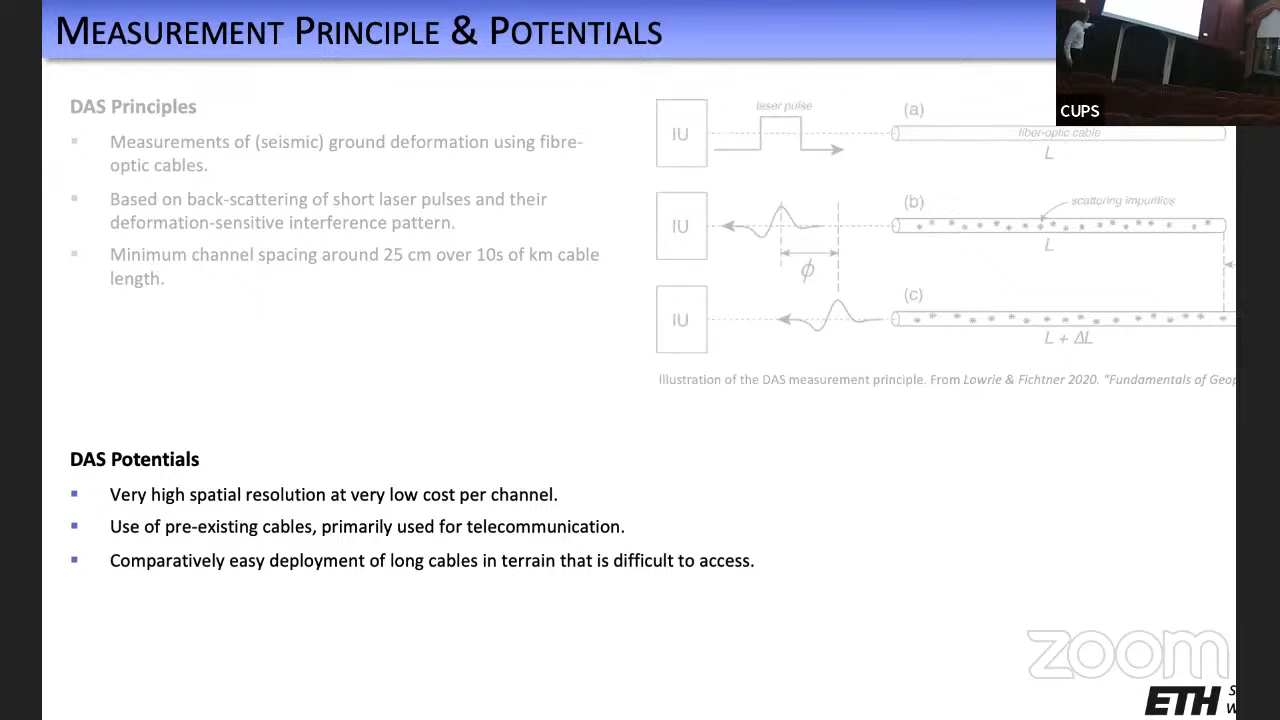 MEASUREMENT PRINCIPLE & POTENTIALS
CUPS
DAS Principles
▪ Measurements of (seismic) ground deformation using fibre-
optic cables.
▪ Based on back-scattering of short laser pulses and their
deformation-sensitive interference pattern.
▪ Minimum channel spacing around 25 cm over 10s of km cable
length.
IU
laser pulse
(a)
fiber-optic cable
L
IU
ϕ
(b)
scattering impurities
L
IU
(c)
L + ΔL
Illustration of the DAS measurement principle. From Lowrie & Fichtner 2020. "Fundamentals of
DAS Potentials
▪ Very high spatial resolution at very low cost per channel.
▪ Use of pre-existing cables, primarily used for telecommunication.
▪ Comparatively easy deployment of long cables in terrain that is difficult to access.
zoom
ETH